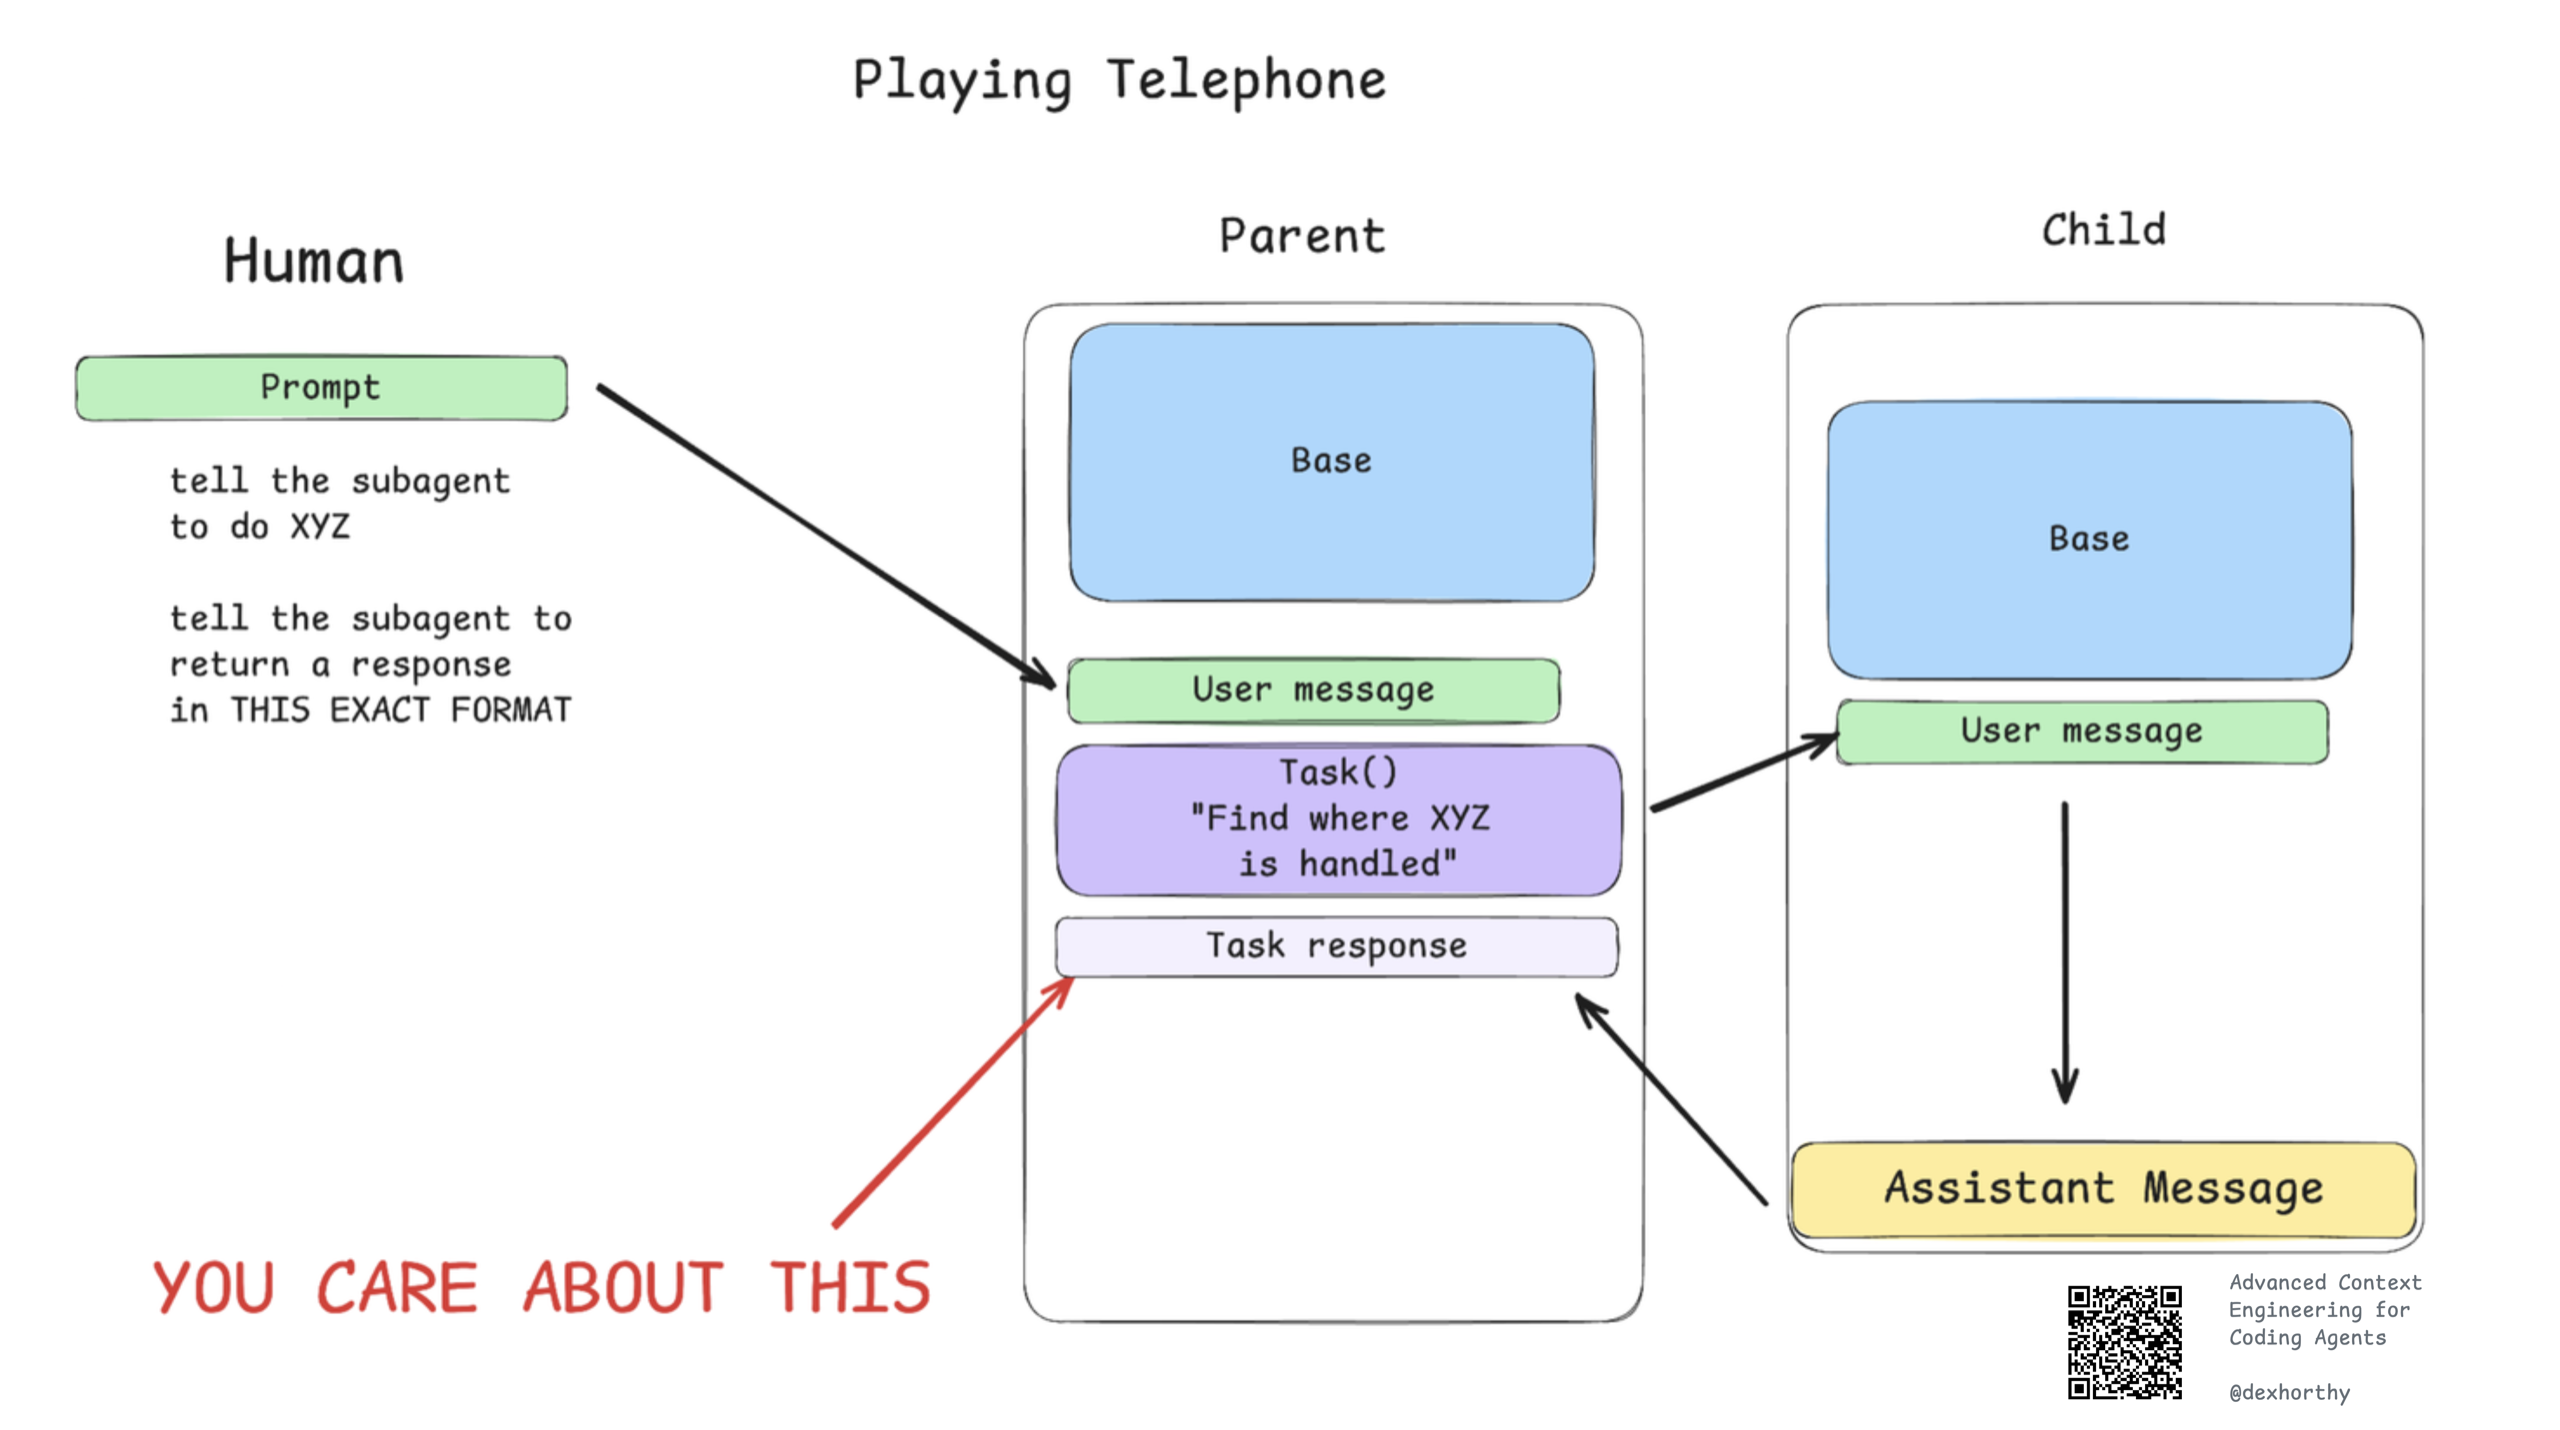 Playing Telephone
Human
Prompt
tell the subagent
to do XYZ
tell the subagent to
return a response
in THIS EXACT FORMAT
YOU CARE ABOUT THIS
Parent
Base
User message
Task()
"Find where XYZ
is handled"
Task response
Child
Base
User message
Assistant Message
Advanced Context
Engineering for
Coding Agents
@dexhorthy